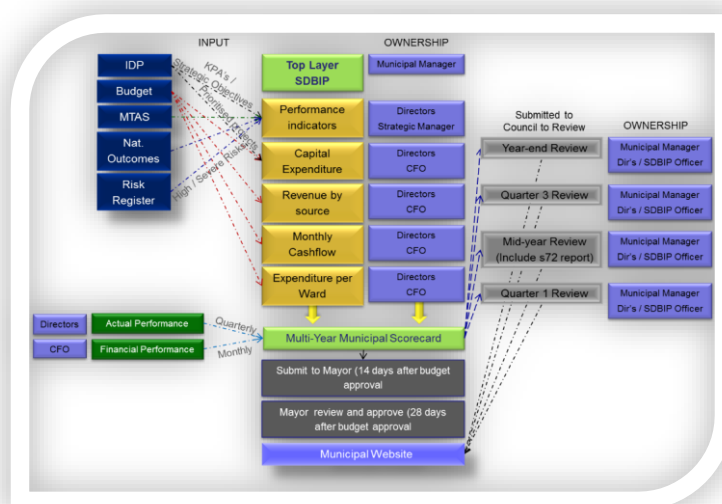 INPUT
OWNERSHIP
IDP
Budget
MTAS
Nat.
Outcomes
Risk
Register
KPA's /
Strategic Objectives
Prioritised projects
High / Severe Risks
Top Layer
SDBIP
Municipal Manager
Performance
indicators
Directors
Strategic Manager
Capital
Expenditure
Directors
CFO
Revenue by
source
Directors
CFO
Monthly
Cashflow
Directors
CFO
Expenditure per
Ward
Directors
CFO
Submitted to
Council to Review
OWNERSHIP
Year-end Review
Municipal Manager
Dir's / SDBIP Officer
Quarter 3 Review
Municipal Manager
Dir's / SDBIP Officer
Mid-year Review
(Include s72 report)
Municipal Manager
Dir's / SDBIP Officer
Quarter 1 Review
Municipal Manager
Dir's / SDBIP Officer
Directors
Actual Performance
Quarterly
CFO
Financial Performance
Monthly
Multi-Year Municipal Scorecard
Submit to Mayor (14 days after budget
approval
Mayor review and approve (28 days
after budget approval
Municipal Website